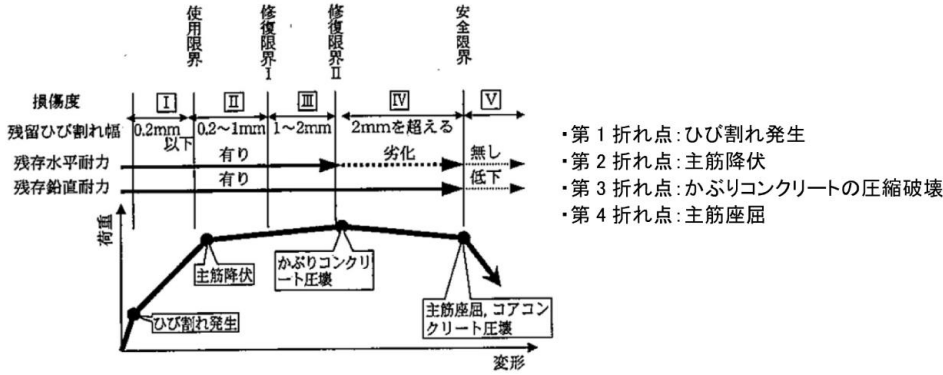 使用限界
修復限界Ⅰ
修復限界Ⅱ
安全限界
損傷度
Ⅰ
Ⅱ
Ⅲ
Ⅳ
Ⅴ
残留ひび割れ幅
0.2mm
以下
0.2～1mm
1～2mm
2mmを超える
残存水平耐力
有り
劣化
無し
残存鉛直耐力
有り
低下
荷重
主筋降伏
かぶりコンクリ
ート圧壊
ひび割れ発生
主筋座屈,コアコン
クリート圧壊
変形
・第1折れ点:ひび割れ発生
・第2折れ点:主筋降伏
・第3折れ点:かぶりコンクリートの圧縮破壊
・第4折れ点:主筋座屈